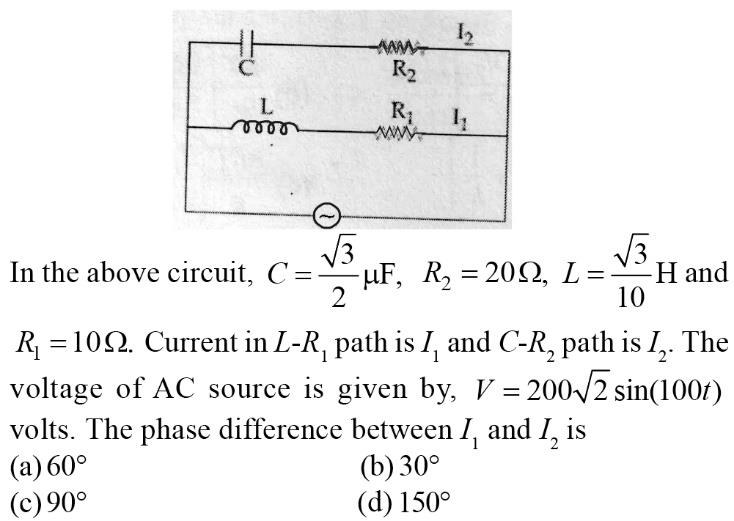 I₂
C
R₂
L
R₁
I₁
~
In the above circuit, C = √3/2 μF, R₂ = 20Ω, L = √3/10 H and
R₁ = 10Ω. Current in L-R₁ path is I₁ and C-R₂ path is I₂. The
voltage of AC source is given by, V = 200√2 sin(100t)
volts. The phase difference between I₁ and I₂ is
(a) 60° (b) 30°
(c) 90° (d) 150°